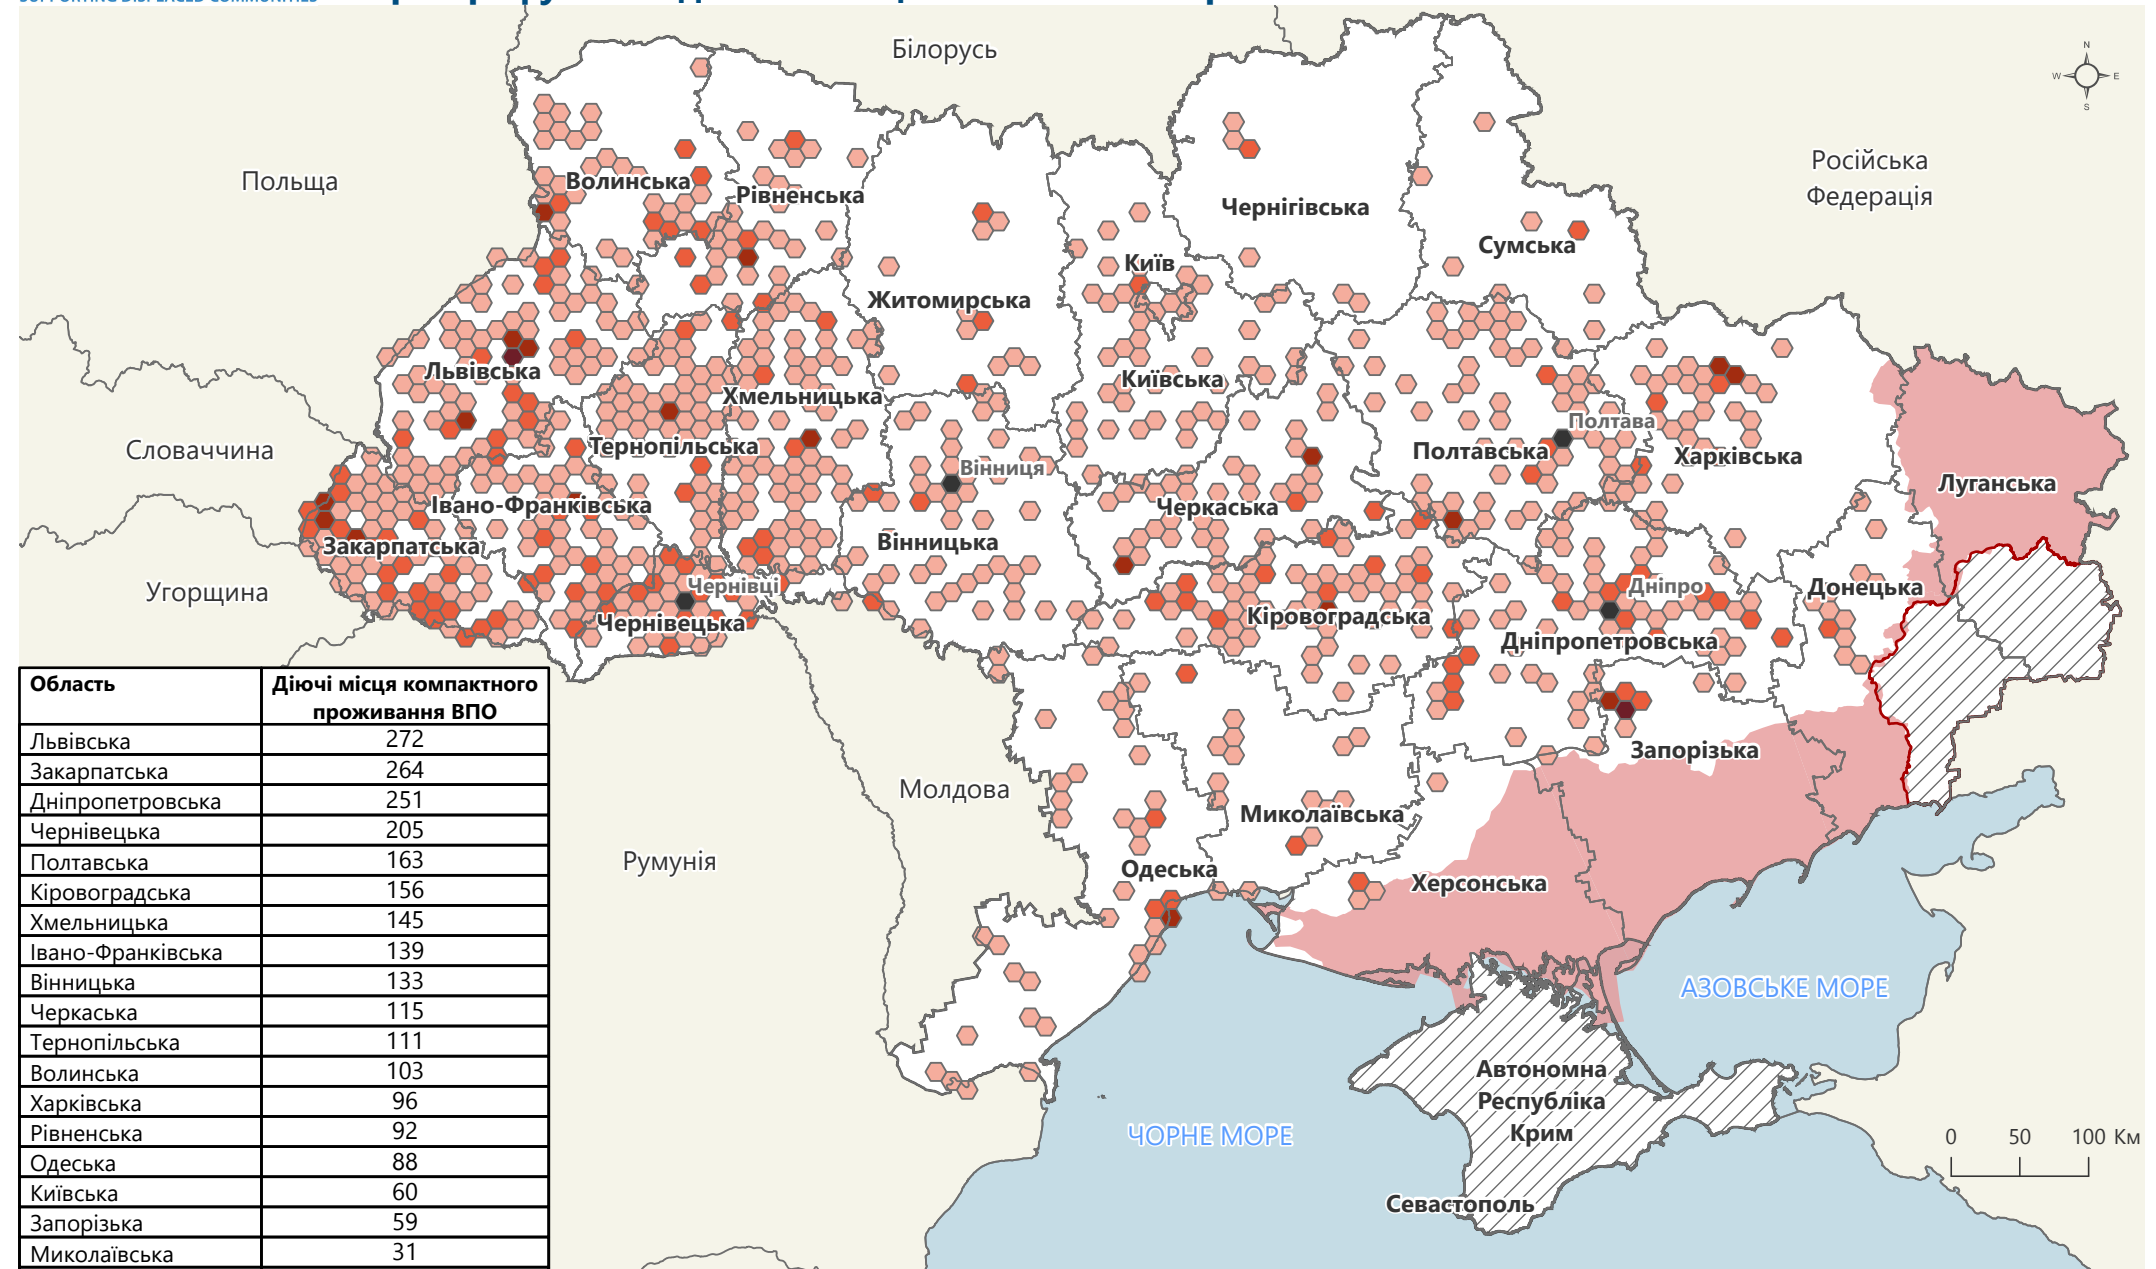 SUPPORTING DISPLACED COMMUNITIES
Білорусь
N
W
E
S
Польща
Російська
Федерація
Волинська
Рівненська
Чернігівська
Сумська
Київ
Житомирська
Львівська
Київська
Хмельницька
Полтава
Словаччина
Тернопільська
Вінниця
Полтавська
Харківська
Луганська
Івано-Франківська
Черкаська
Закарпатська
Вінницька
Угорщина
Чернівці
Дніпро
Донецька
Чернівецька
Кіровоградська
Дніпропетровська
Запорізька
Молдова
Миколаївська
Румунія
Одеська
Херсонська
АЗОВСЬКЕ МОРЕ
Автономна
Республіка
Крим
ЧОРНЕ МОРЕ
Севастополь
0 50 100 Км
Область Діючі місця компактного
проживання ВПО
Львівська 272
Закарпатська 264
Дніпропетровська 251
Чернівецька 205
Полтавська 163
Кіровоградська 156
Хмельницька 145
Івано-Франківська 139
Вінницька 133
Черкаська 115
Тернопільська 111
Волинська 103
Харківська 96
Рівненська 92
Одеська 88
Київська 60
Запорізька 59
Миколаївська 31